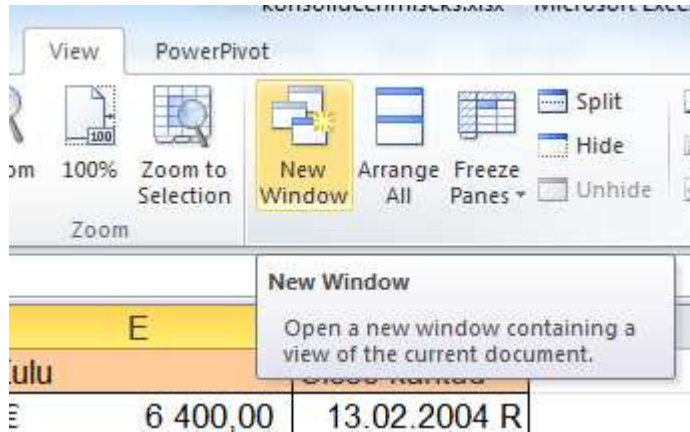 View PowerPivot
100
100% Zoom to Selection
New Window
Arrange All
Freeze Panes
Split
Hide
Unhide
Zoom
New Window
Open a new window containing a
view of the current document.
E
6 400,00 13.02.2004 R